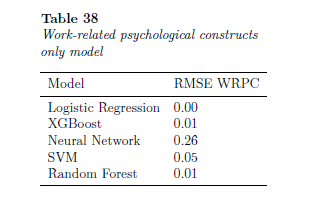 Table 38
Work-related psychological constructs
only model
Model RMSE WRPC
Logistic Regression 0.00
XGBoost 0.01
Neural Network 0.26
SVM 0.05
Random Forest 0.01